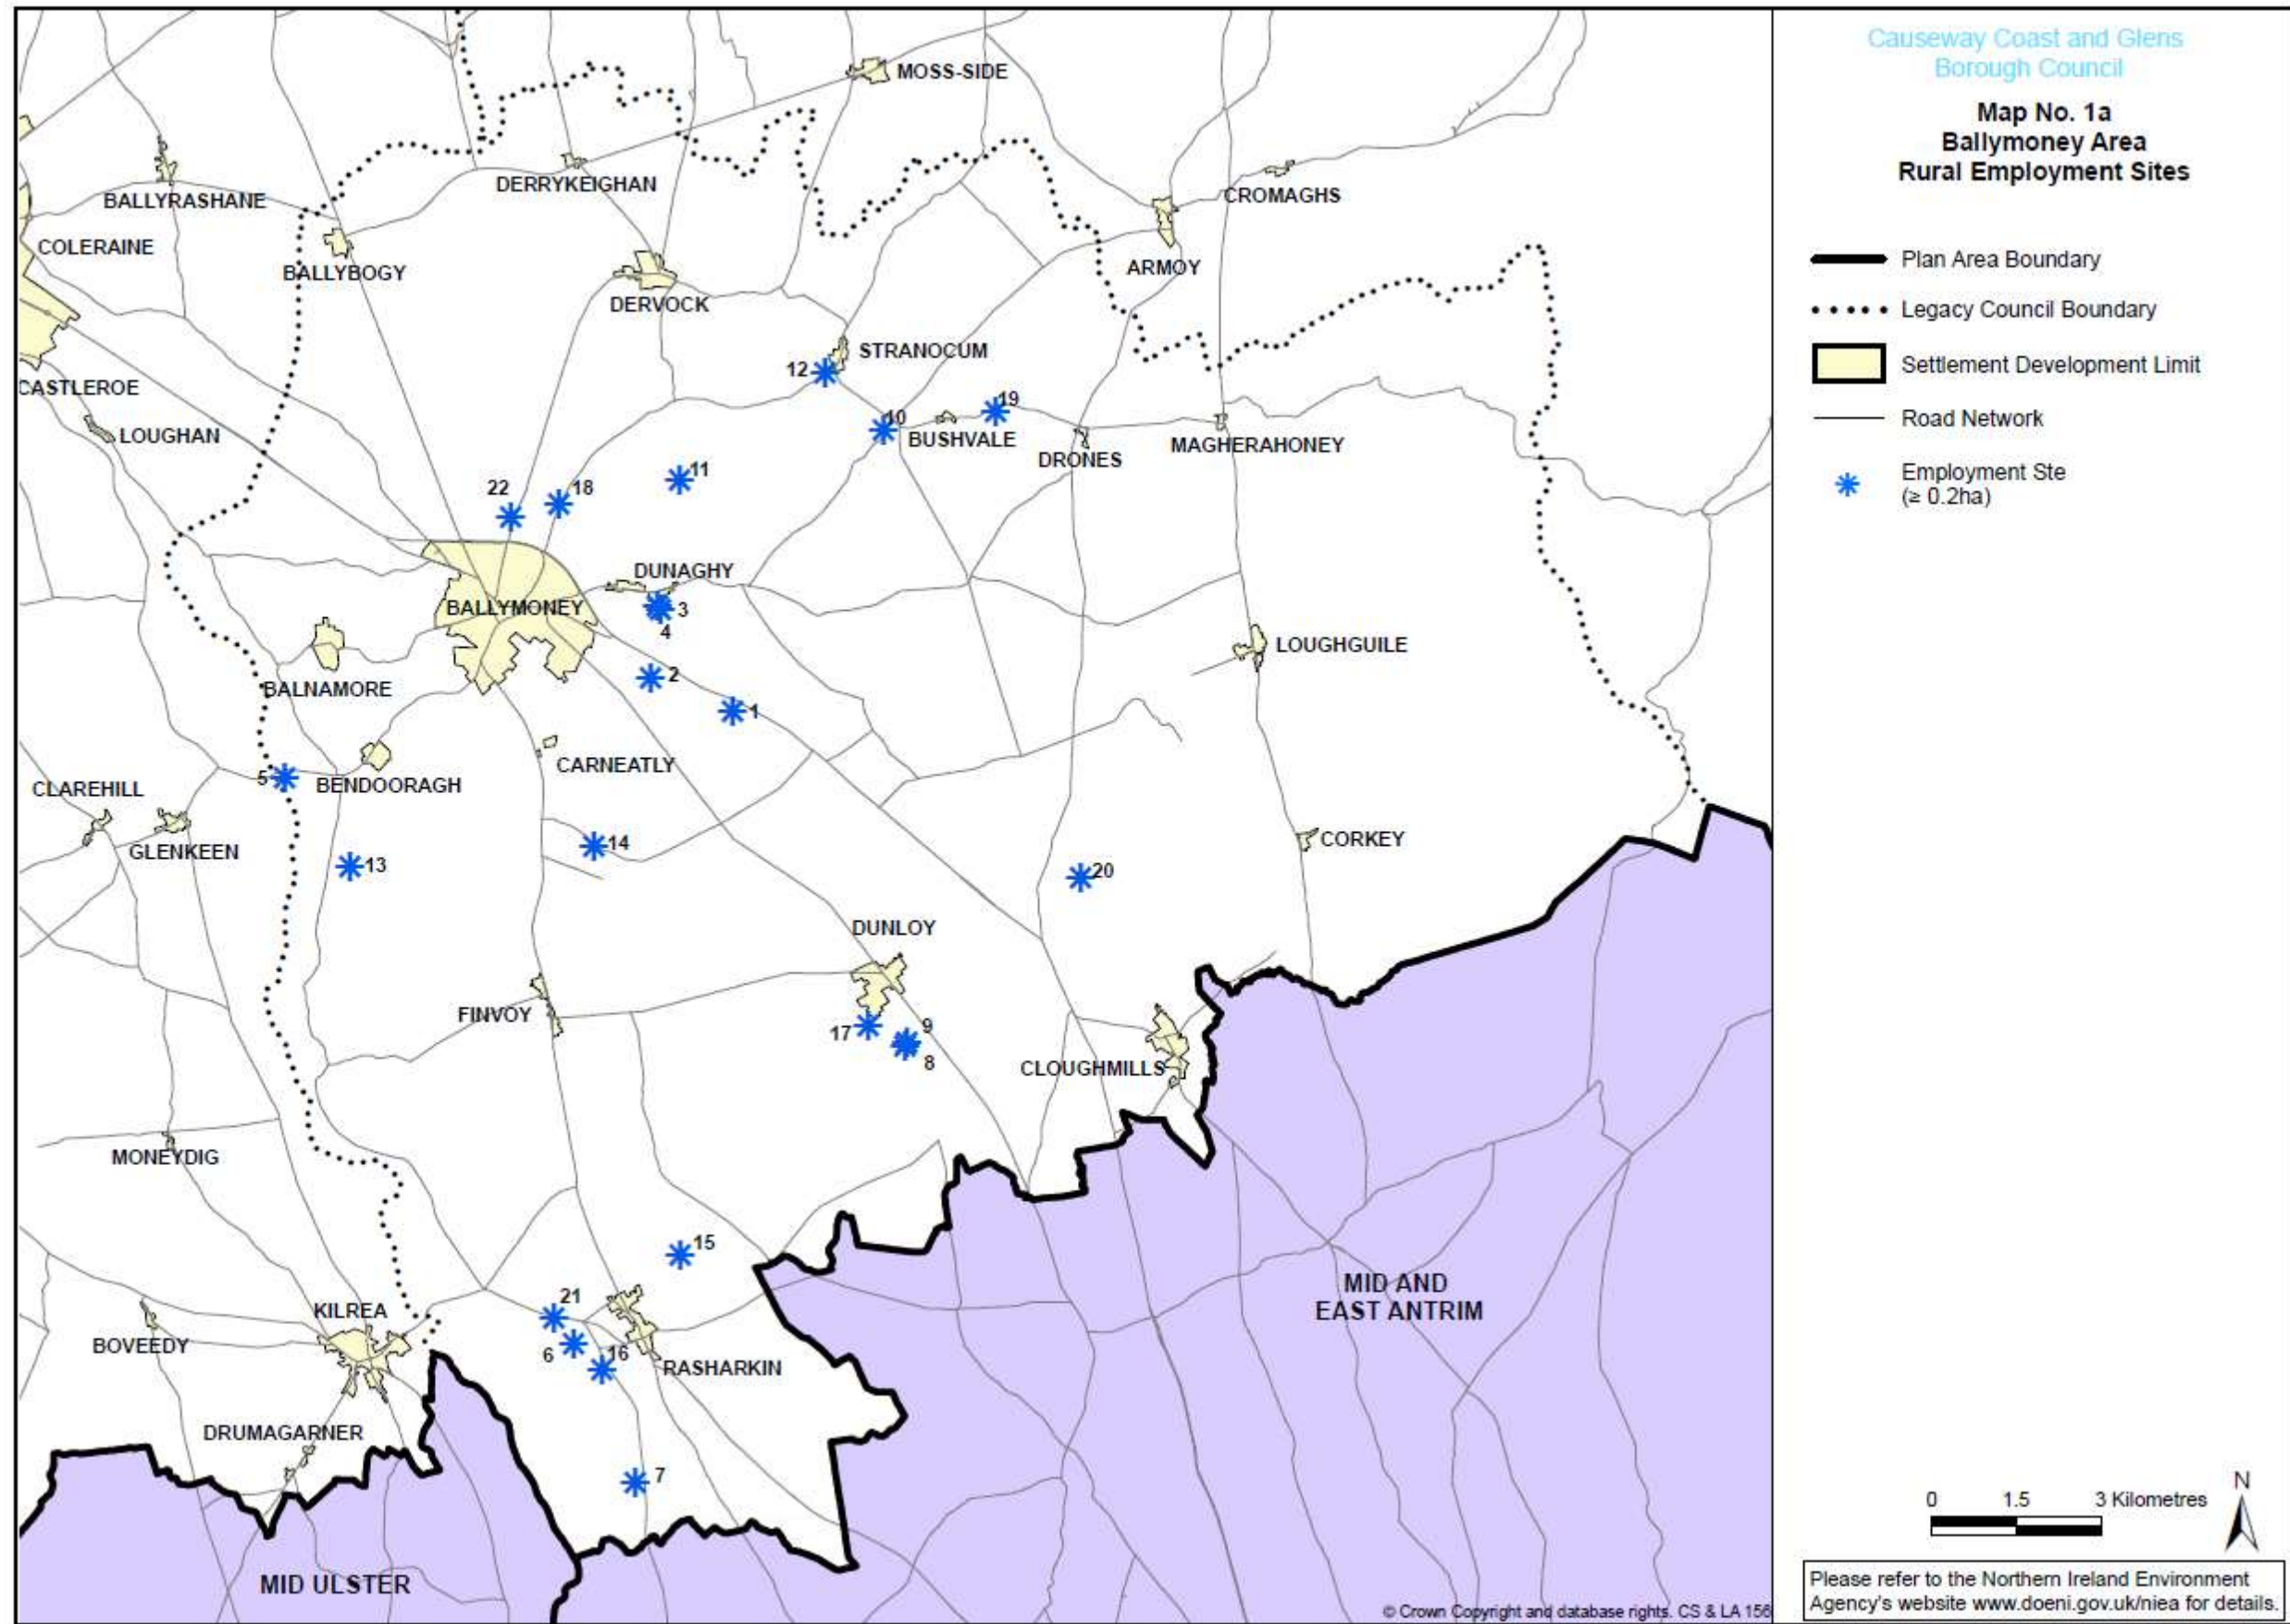 Causeway Coast and Glens
Borough Council
Map No. 1a
Ballymoney Area
Rural Employment Sites
Plan Area Boundary
Legacy Council Boundary
Settlement Development Limit
Road Network
Employment Ste
(≥ 0.2ha)
MOSS-SIDE
DERRYKEIGHAN
CROMAGHS
BALLYRASHANE
COLERAINE
BALLYBOGY
ARMOY
DERVOCK
STRANOCUM
12
CASTLEROE
19
10
LOUGHAN
BUSHVALE
DRONES
MAGHERAHONEY
11
22
18
DUNAGHY
BALLYMONEY
3
4
LOUGHGUILE
2
BALNAMORE
1
CARNEATLY
5
BENDOORAGH
CLAREHILL
GLENKEEN
14
CORKEY
13
20
DUNLOY
FINVOY
17
9
8
CLOUGHMILLS
MONEYDIG
15
MID AND
EAST ANTRIM
21
KILREA
BOVEEDY
6
16
RASHARKIN
DRUMAGARNER
7
MID ULSTER
N
0 1.5 3 Kilometres
Please refer to the Northern Ireland Environment
Agency's website www.doeni.gov.uk/niea for details.
© Crown Copyright and database rights. CS & LA 156